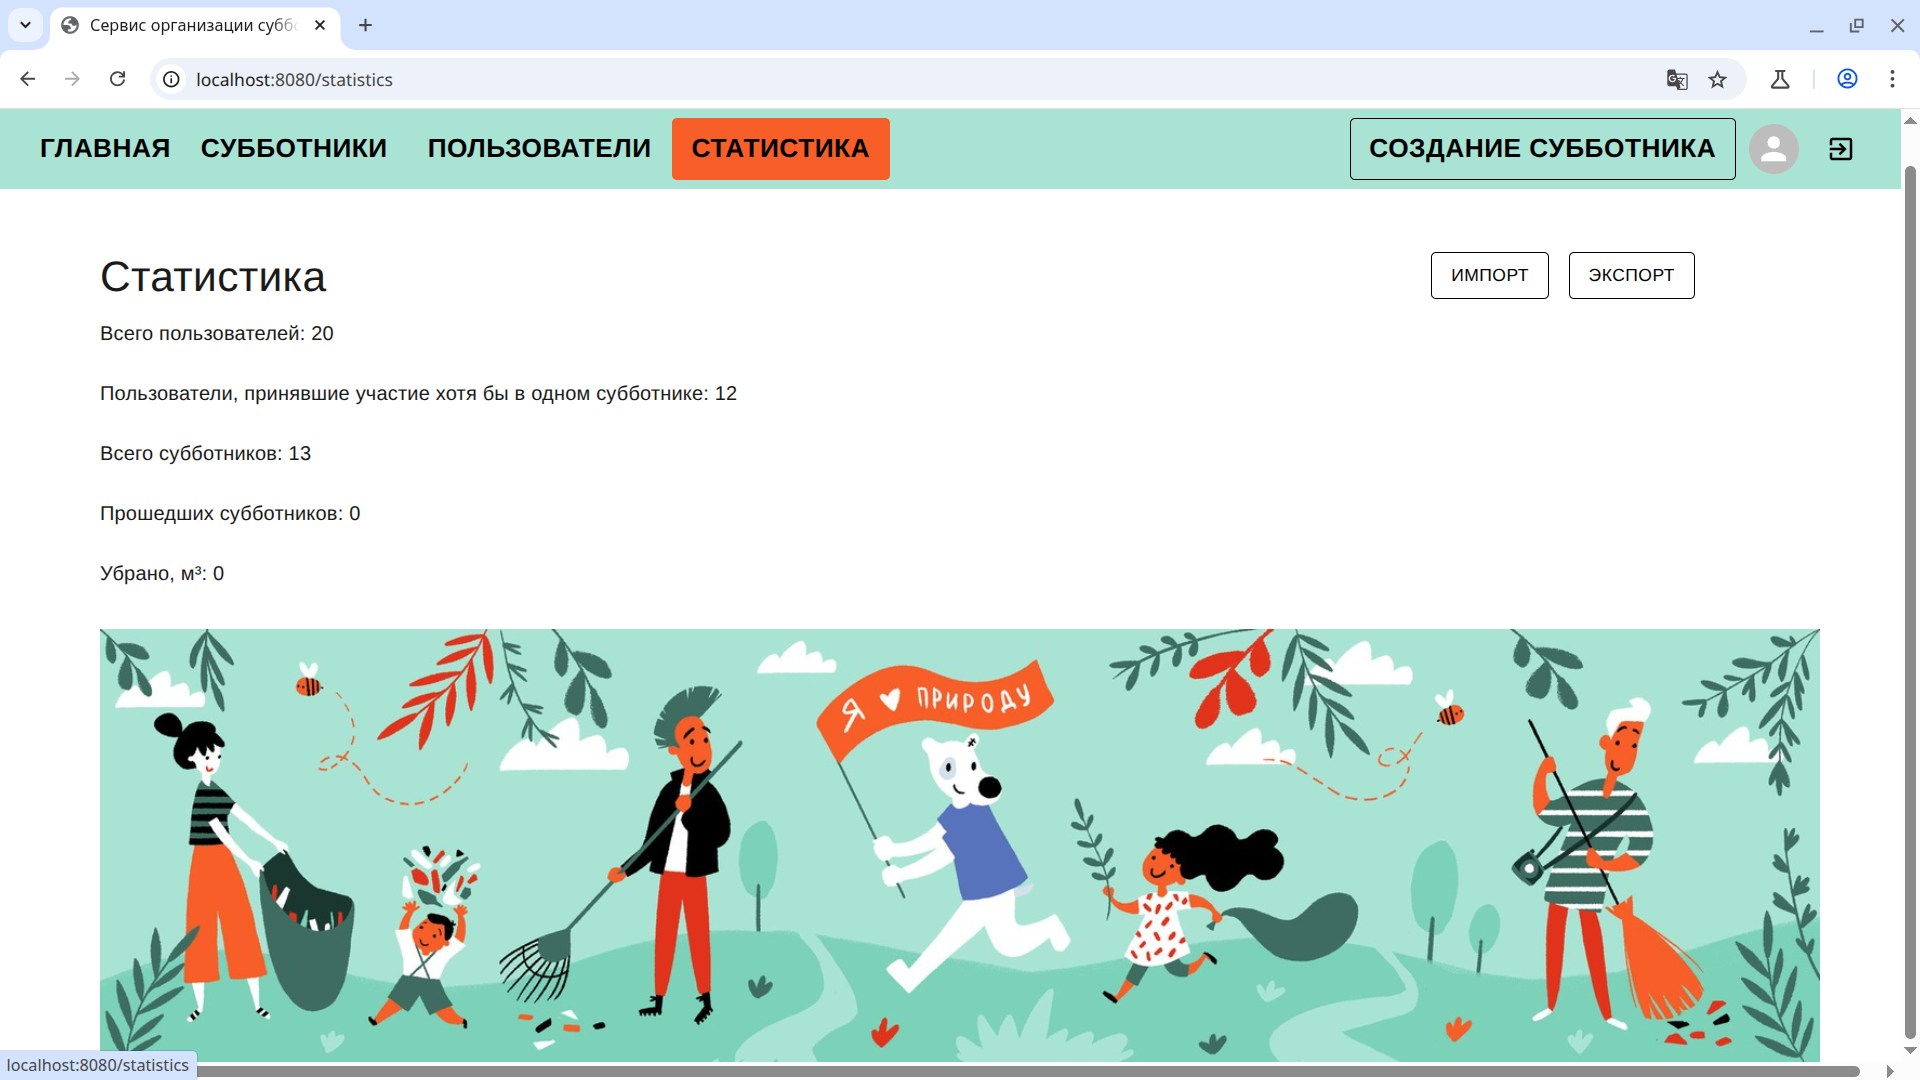 Сервис организации субб
localhost:8080/statistics
ГЛАВНАЯ СУББОТНИКИ ПОЛЬЗОВАТЕЛИ СТАТИСТИКА СОЗДАНИЕ СУББОТНИКА
Статистика ИМПОРТ ЭКСПОРТ
Всего пользователей: 20
Пользователи, принявшие участие хотя бы в одном субботнике: 12
Всего субботников: 13
Прошедших субботников: 0
Убрано, м³: 0
Я ♥ ПРИРОДУ
localhost:8080/statistics